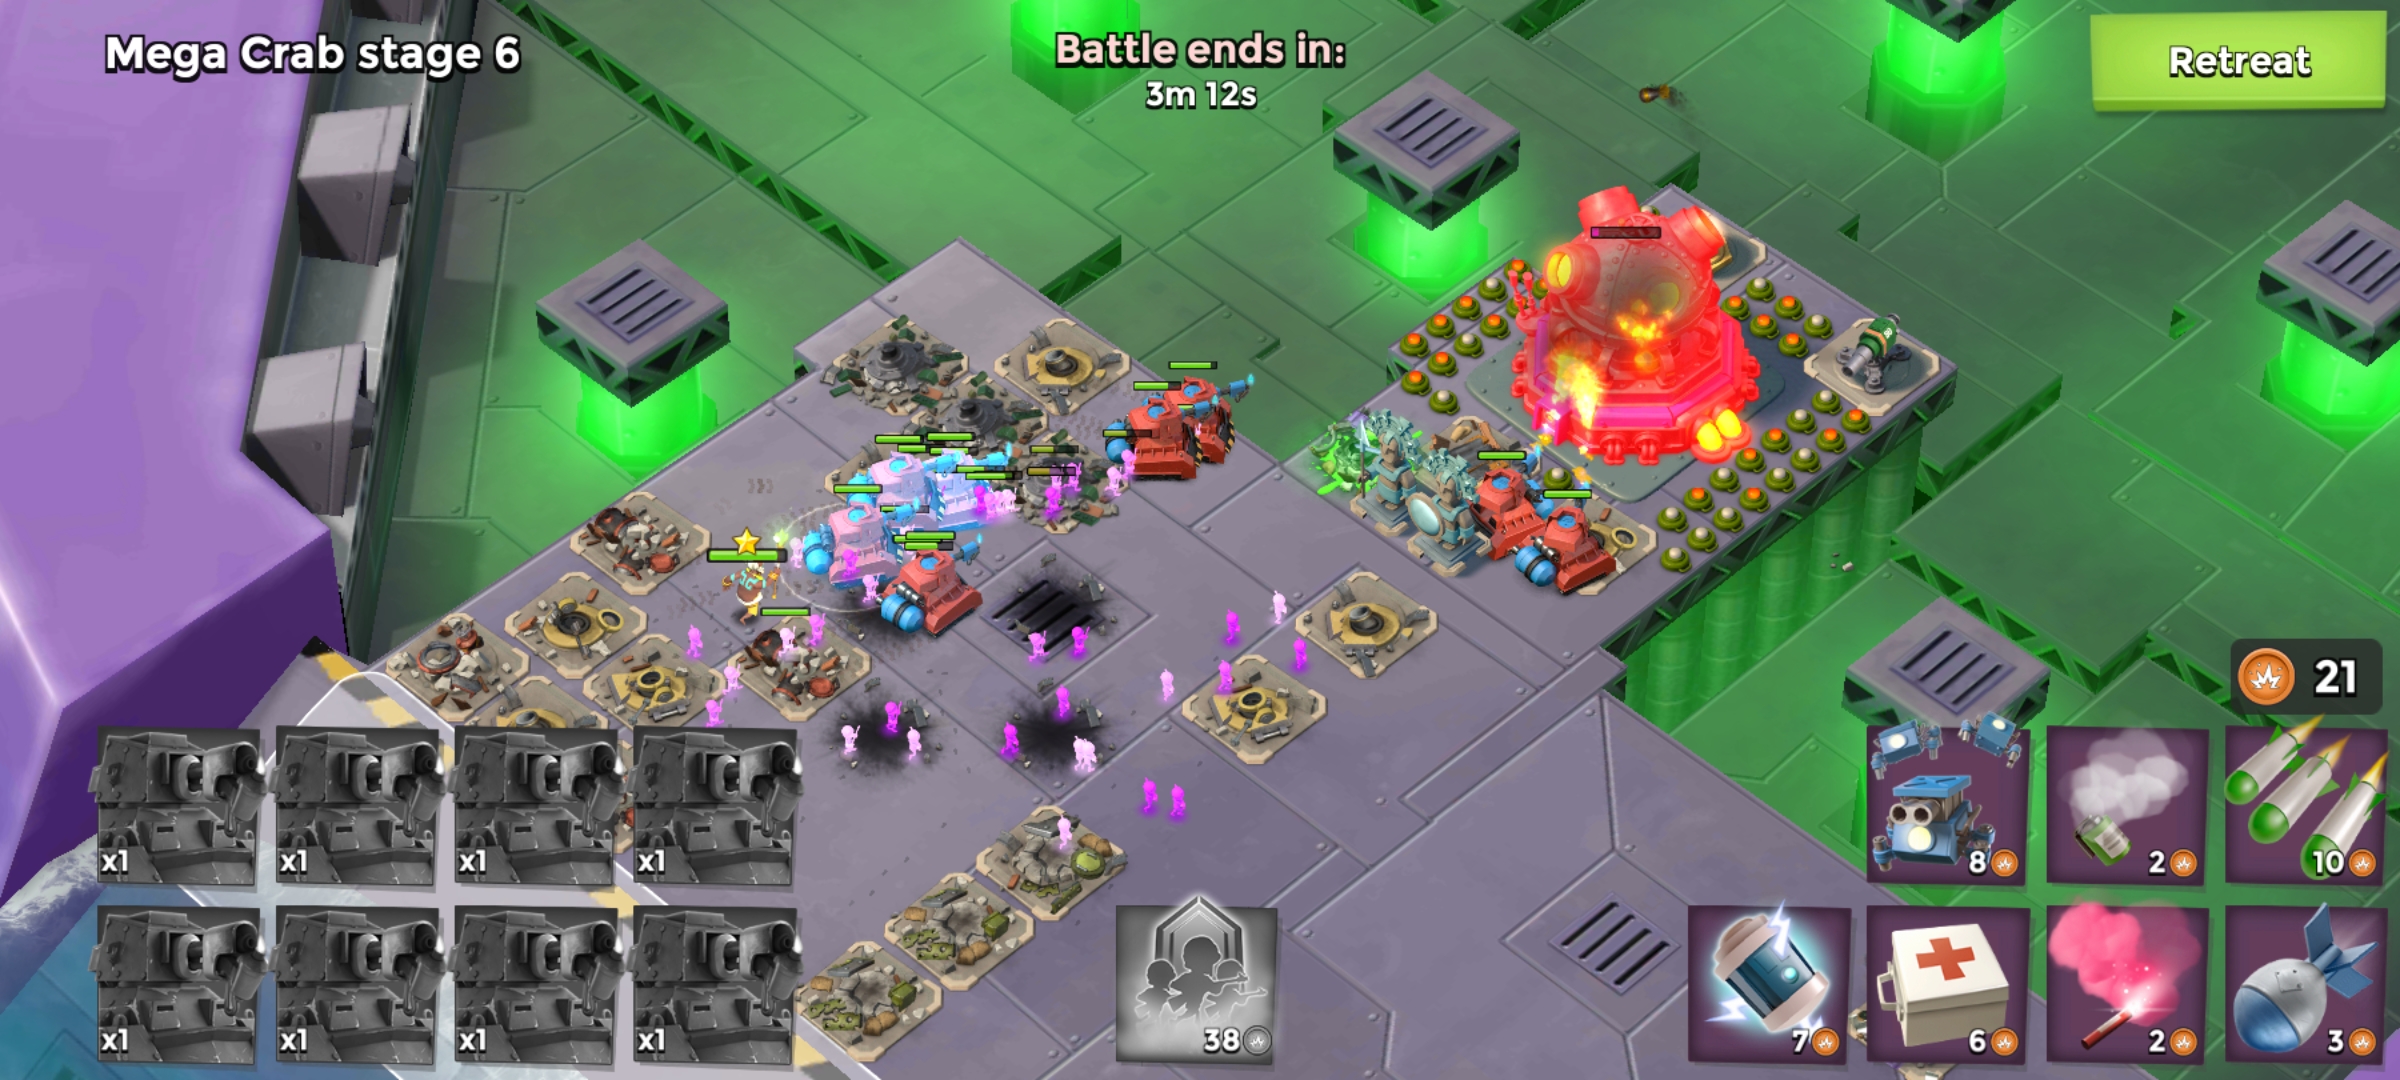 Mega Crab stage 6
Battle ends in:
3m 12s
Retreat
21
x1
x1
x1
x1
8
2
10
x1
x1
x1
x1
38
7
6
2
3